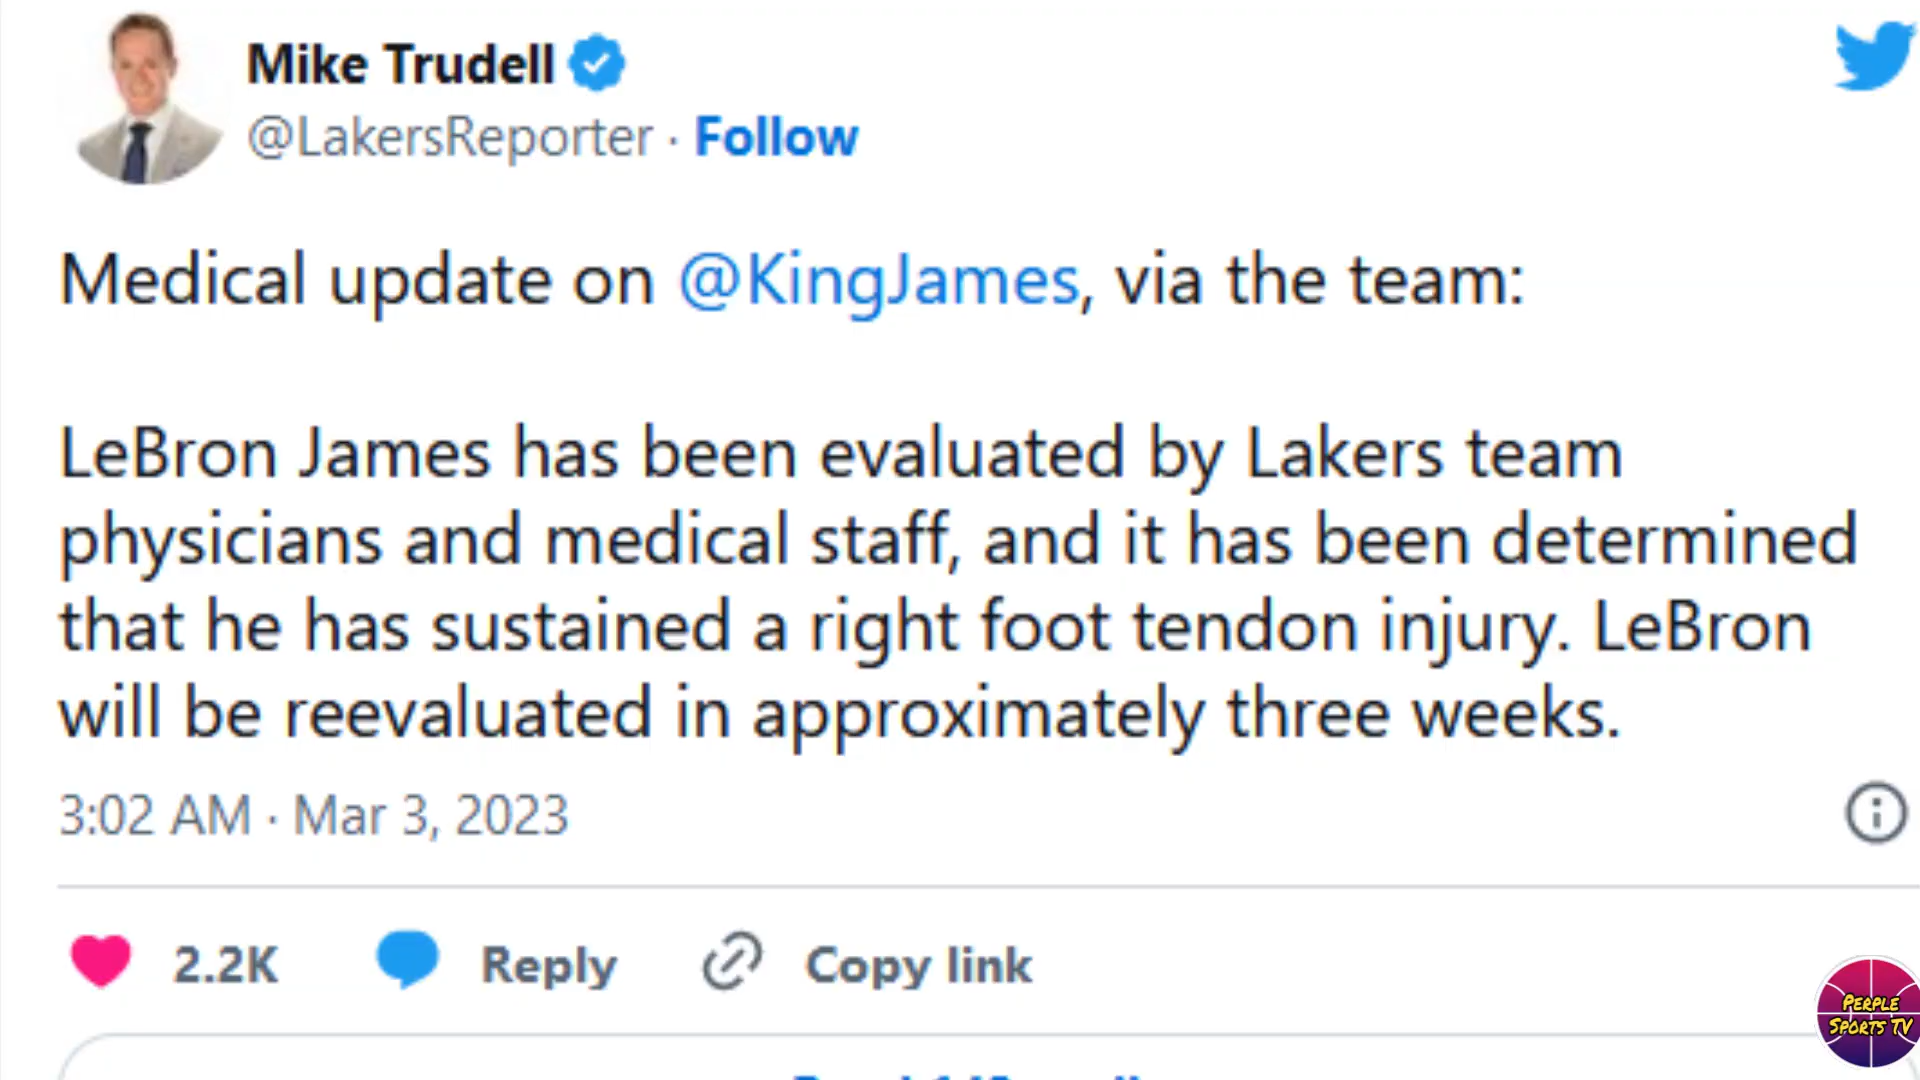 Mike Trudell
@LakersReporter · Follow
Medical update on @KingJames, via the team:
LeBron James has been evaluated by Lakers team
physicians and medical staff, and it has been determined
that he has sustained a right foot tendon injury. LeBron
will be reevaluated in approximately three weeks.
3:02 AM · Mar 3, 2023
2.2K Reply Copy link
PERPLE
SPORTS TV